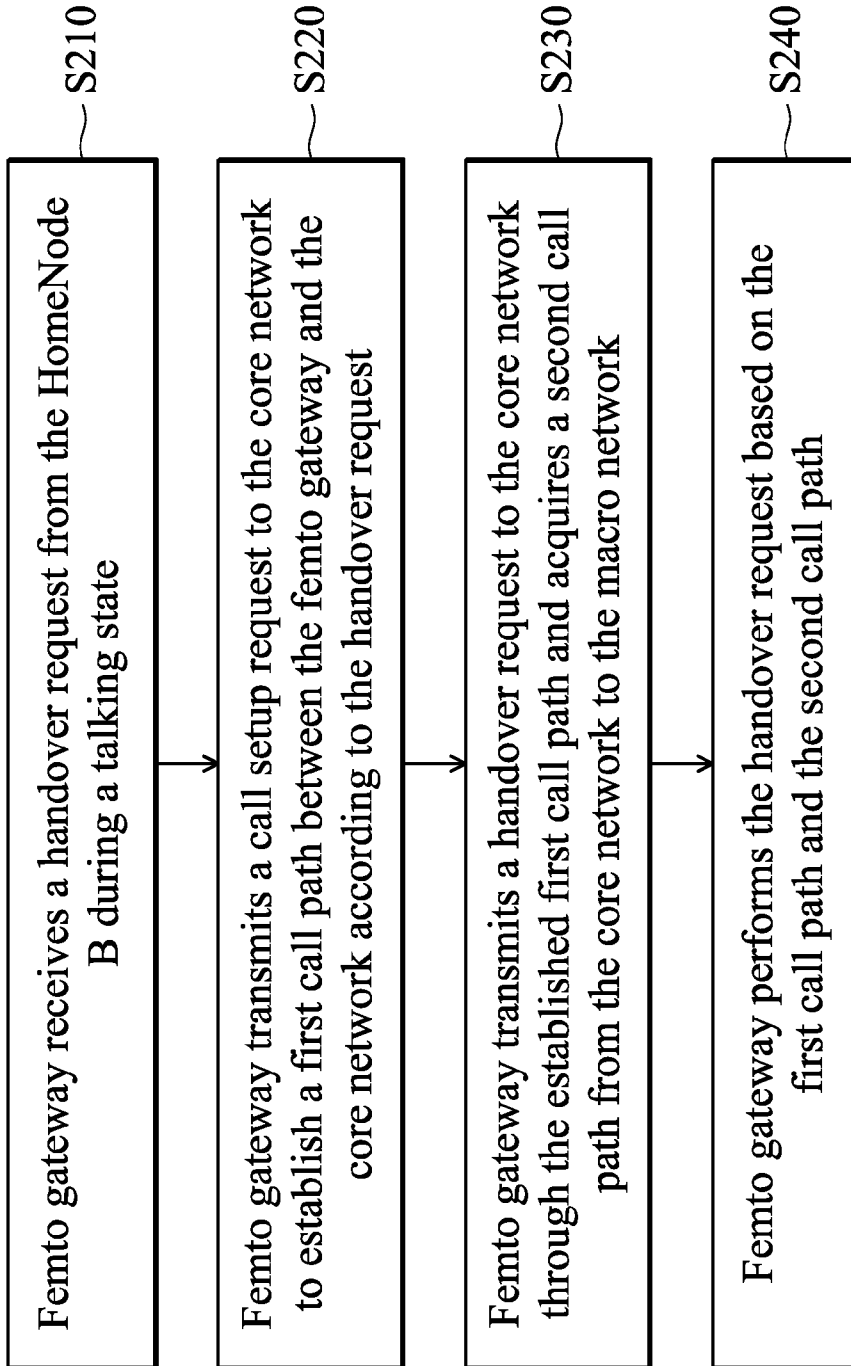 Femto gateway receives a handover request from the HomeNode
B during a talking state
S210
Femto gateway transmits a call setup request to the core network
to establish a first call path between the femto gateway and the
core network according to the handover request
S220
Femto gateway transmits a handover request to the core network
through the established first call path and acquires a second call
path from the core network to the macro network
S230
Femto gateway performs the handover request based on the
first call path and the second call path
S240